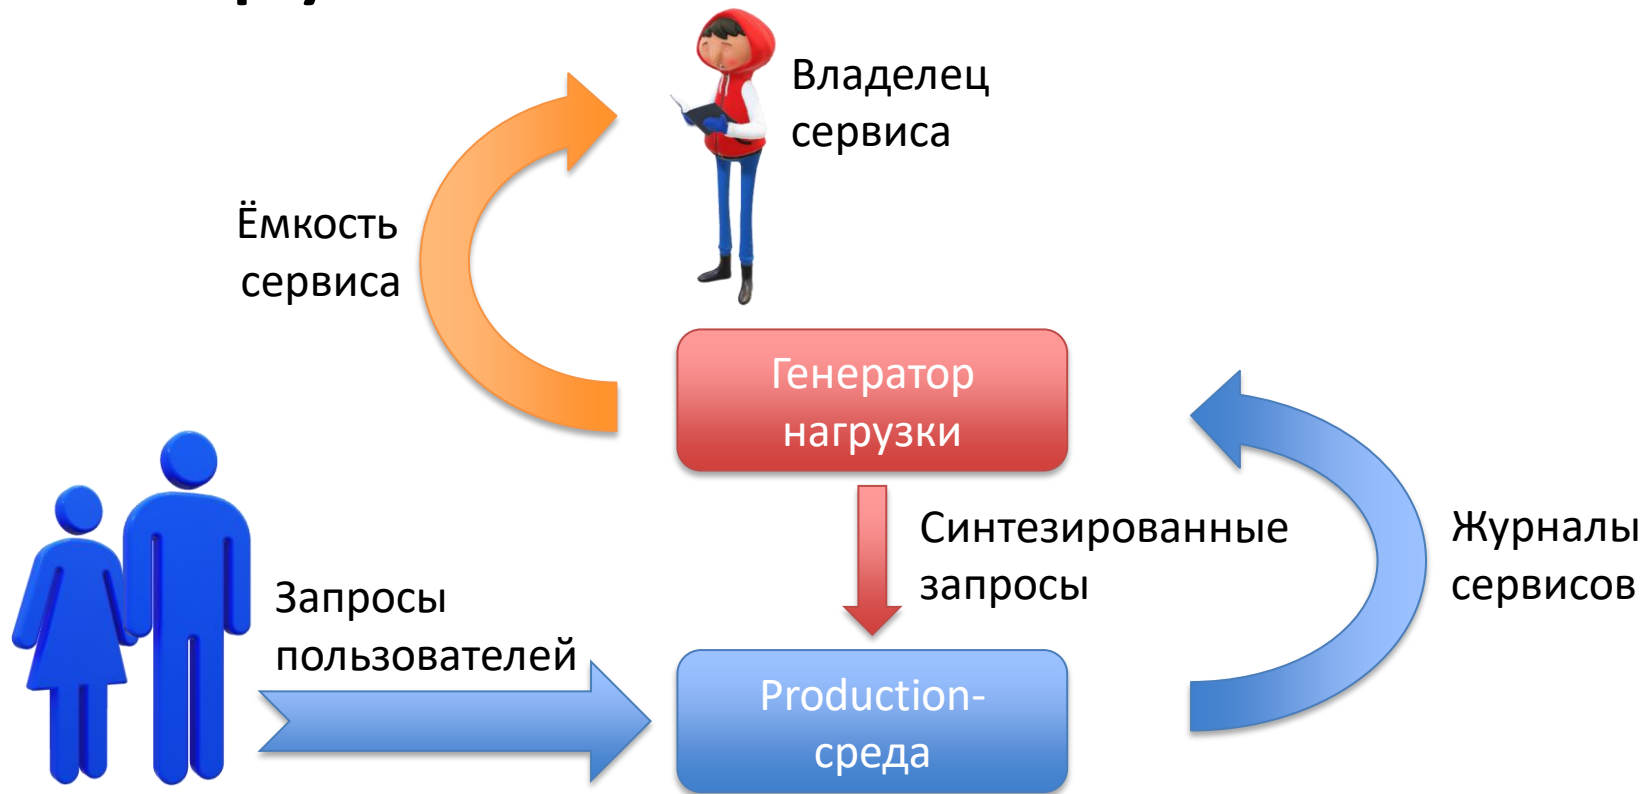 Владелец
сервиса
Ёмкость
сервиса
Генератор
нагрузки
Синтезированные
запросы
Журналы
сервисов
Запросы
пользователей
Production-
среда